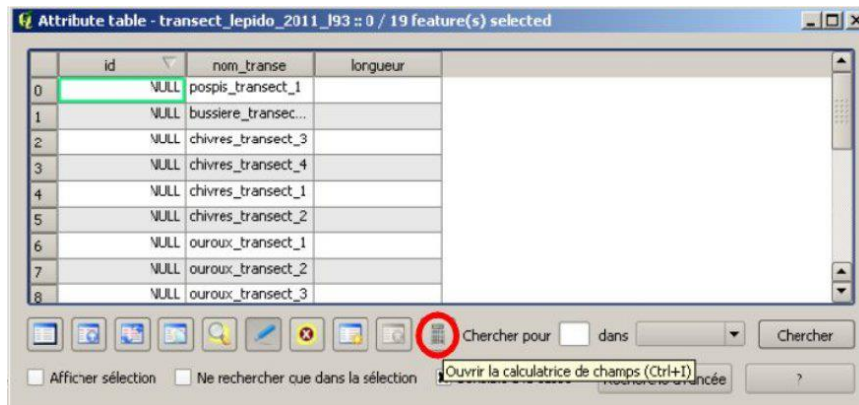 Attribute table - transect_lepido_2011_l93 :: 0 / 19 feature(s) selected
id nom_transe longueur
0 NULL pospis_transect_1
1 NULL bussiere_transec...
2 NULL chivres_transect_3
3 NULL chivres_transect_4
4 NULL chivres_transect_1
5 NULL chivres_transect_2
6 NULL ouroux_transect_1
7 NULL ouroux_transect_2
8 NULL ouroux_transect_3
Chercher pour dans Chercher
Ouvrir la calculatrice de champs (Ctrl+I)
Afficher sélection Ne rechercher que dans la sélection ?